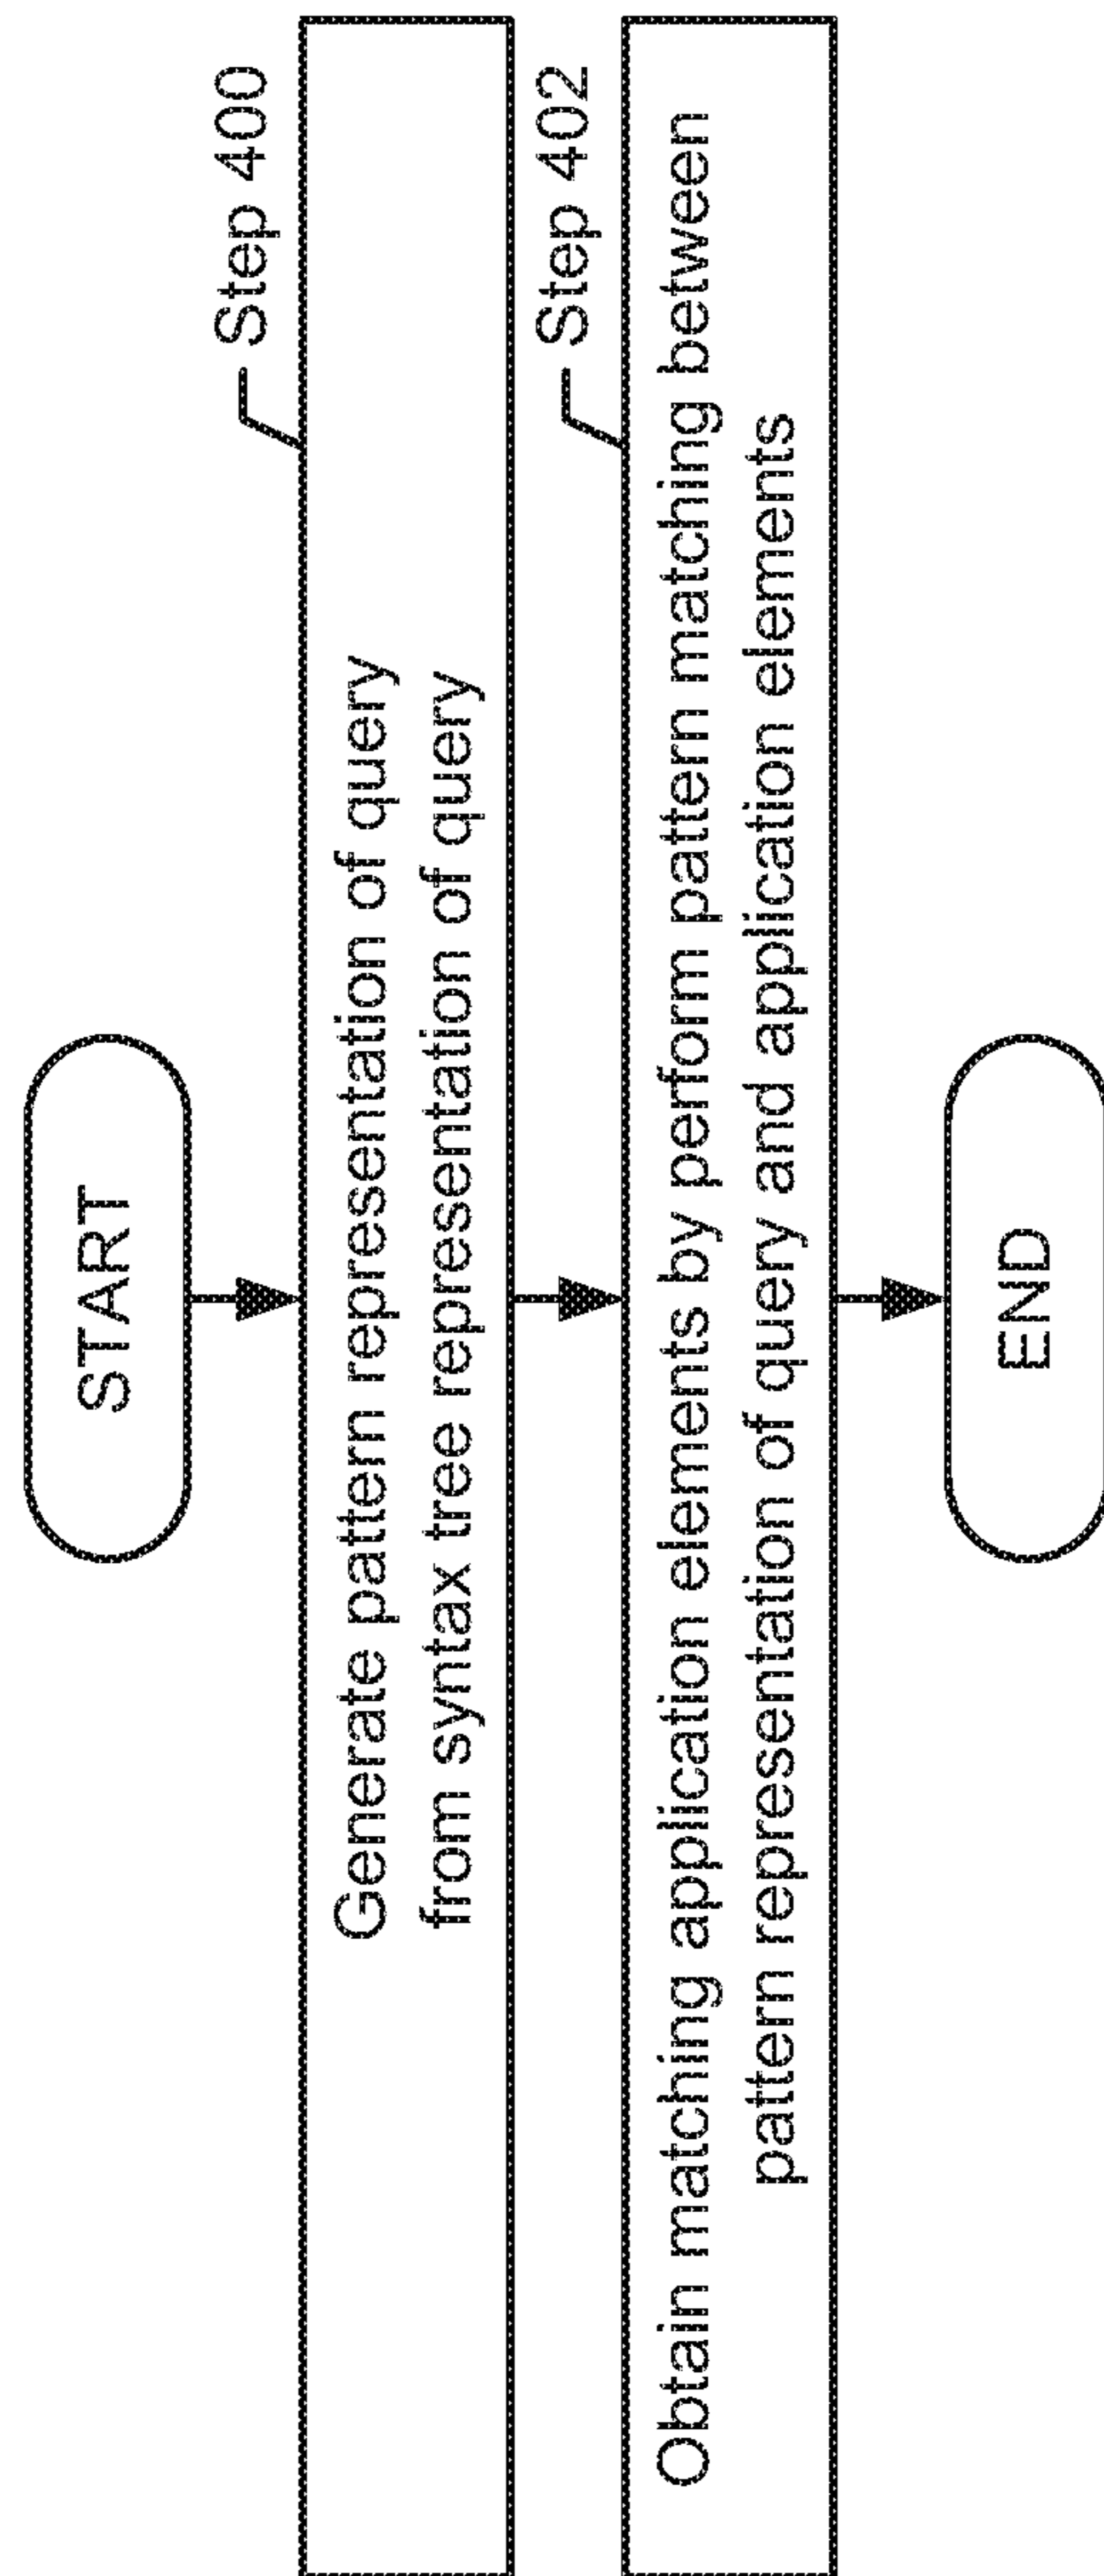 START
Step 400
Generate pattern representation of query
from syntax tree representation of query
Step 402
Obtain matching application elements by perform pattern matching between
pattern representation of query and application elements
END